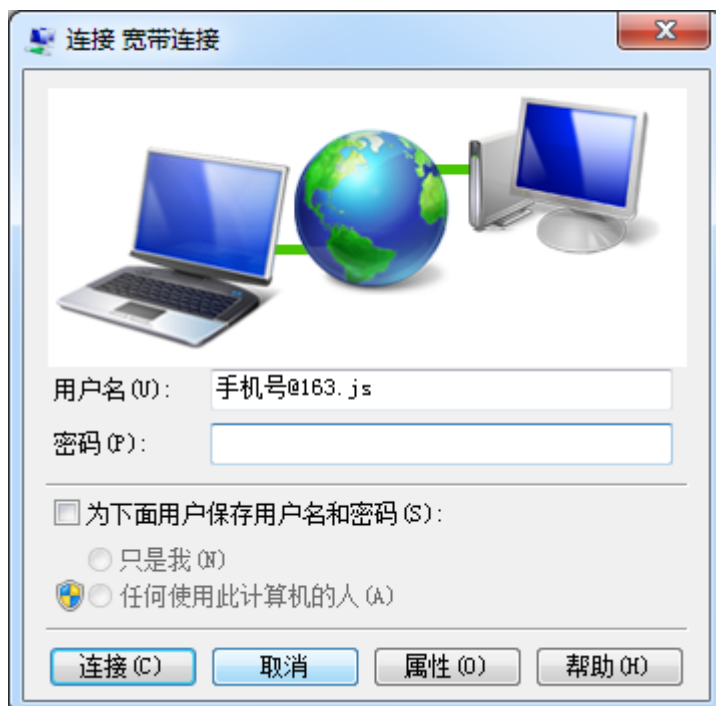 连接 宽带连接
用户名(U): 手机号@163.js
密码(P):
为下面用户保存用户名和密码(S):
只是我(N)
任何使用此计算机的人(A)
连接(C) 取消 属性(O) 帮助(H)